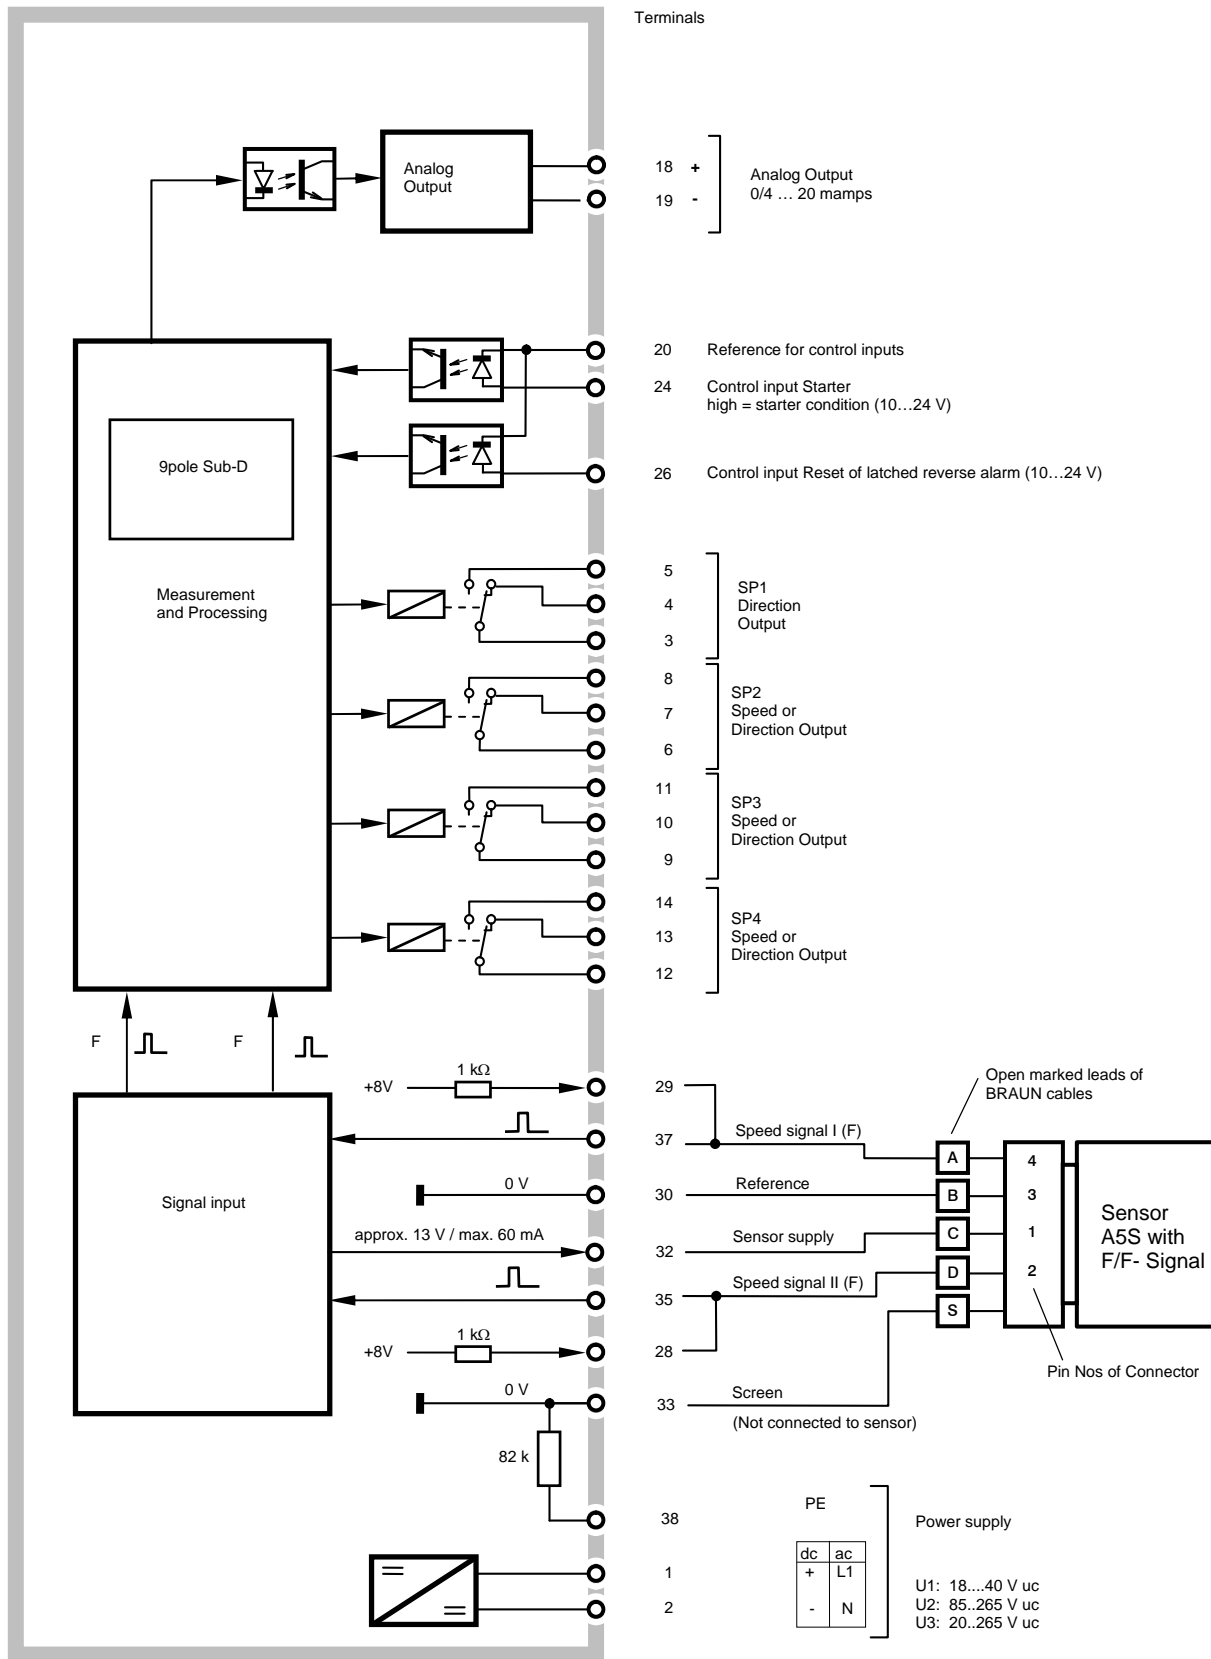 Terminals
Analog
Output
18 +
19 -
Analog Output
0/4 … 20 mamps
20 Reference for control inputs
24 Control input Starter
high = starter condition (10…24 V)
9pole Sub-D
26 Control input Reset of latched reverse alarm (10…24 V)
Measurement
and Processing
5
4
3
SP1
Direction
Output
8
7
6
SP2
Speed or
Direction Output
11
10
9
SP3
Speed or
Direction Output
14
13
12
SP4
Speed or
Direction Output
F
F
Signal input
+8V
1 kΩ
29
37
Speed signal I (F)
0 V
30
Reference
approx. 13 V / max. 60 mA
32
Sensor supply
35
Speed signal II (F)
+8V
1 kΩ
28
0 V
33
Screen
(Not connected to sensor)
82 k
Open marked leads of
BRAUN cables
A
B
C
D
S
4
3
1
2
Sensor
A5S with
F/F- Signal
Pin Nos of Connector
38
PE
1
2
dc ac
+ L1
- N
Power supply
U1: 18....40 V uc
U2: 85..265 V uc
U3: 20..265 V uc